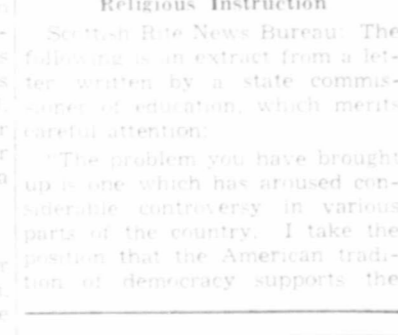 Religious Instruction
Scottish Rite News Bureau: The
following is an extract from a let-
ter written by a state commis-
sioner of education, which merits
careful attention:
"The problem you have brought
up is one which has aroused con-
siderable controversy in various
parts of the country. I take the
position that the American tradi-
tion of democracy supports the